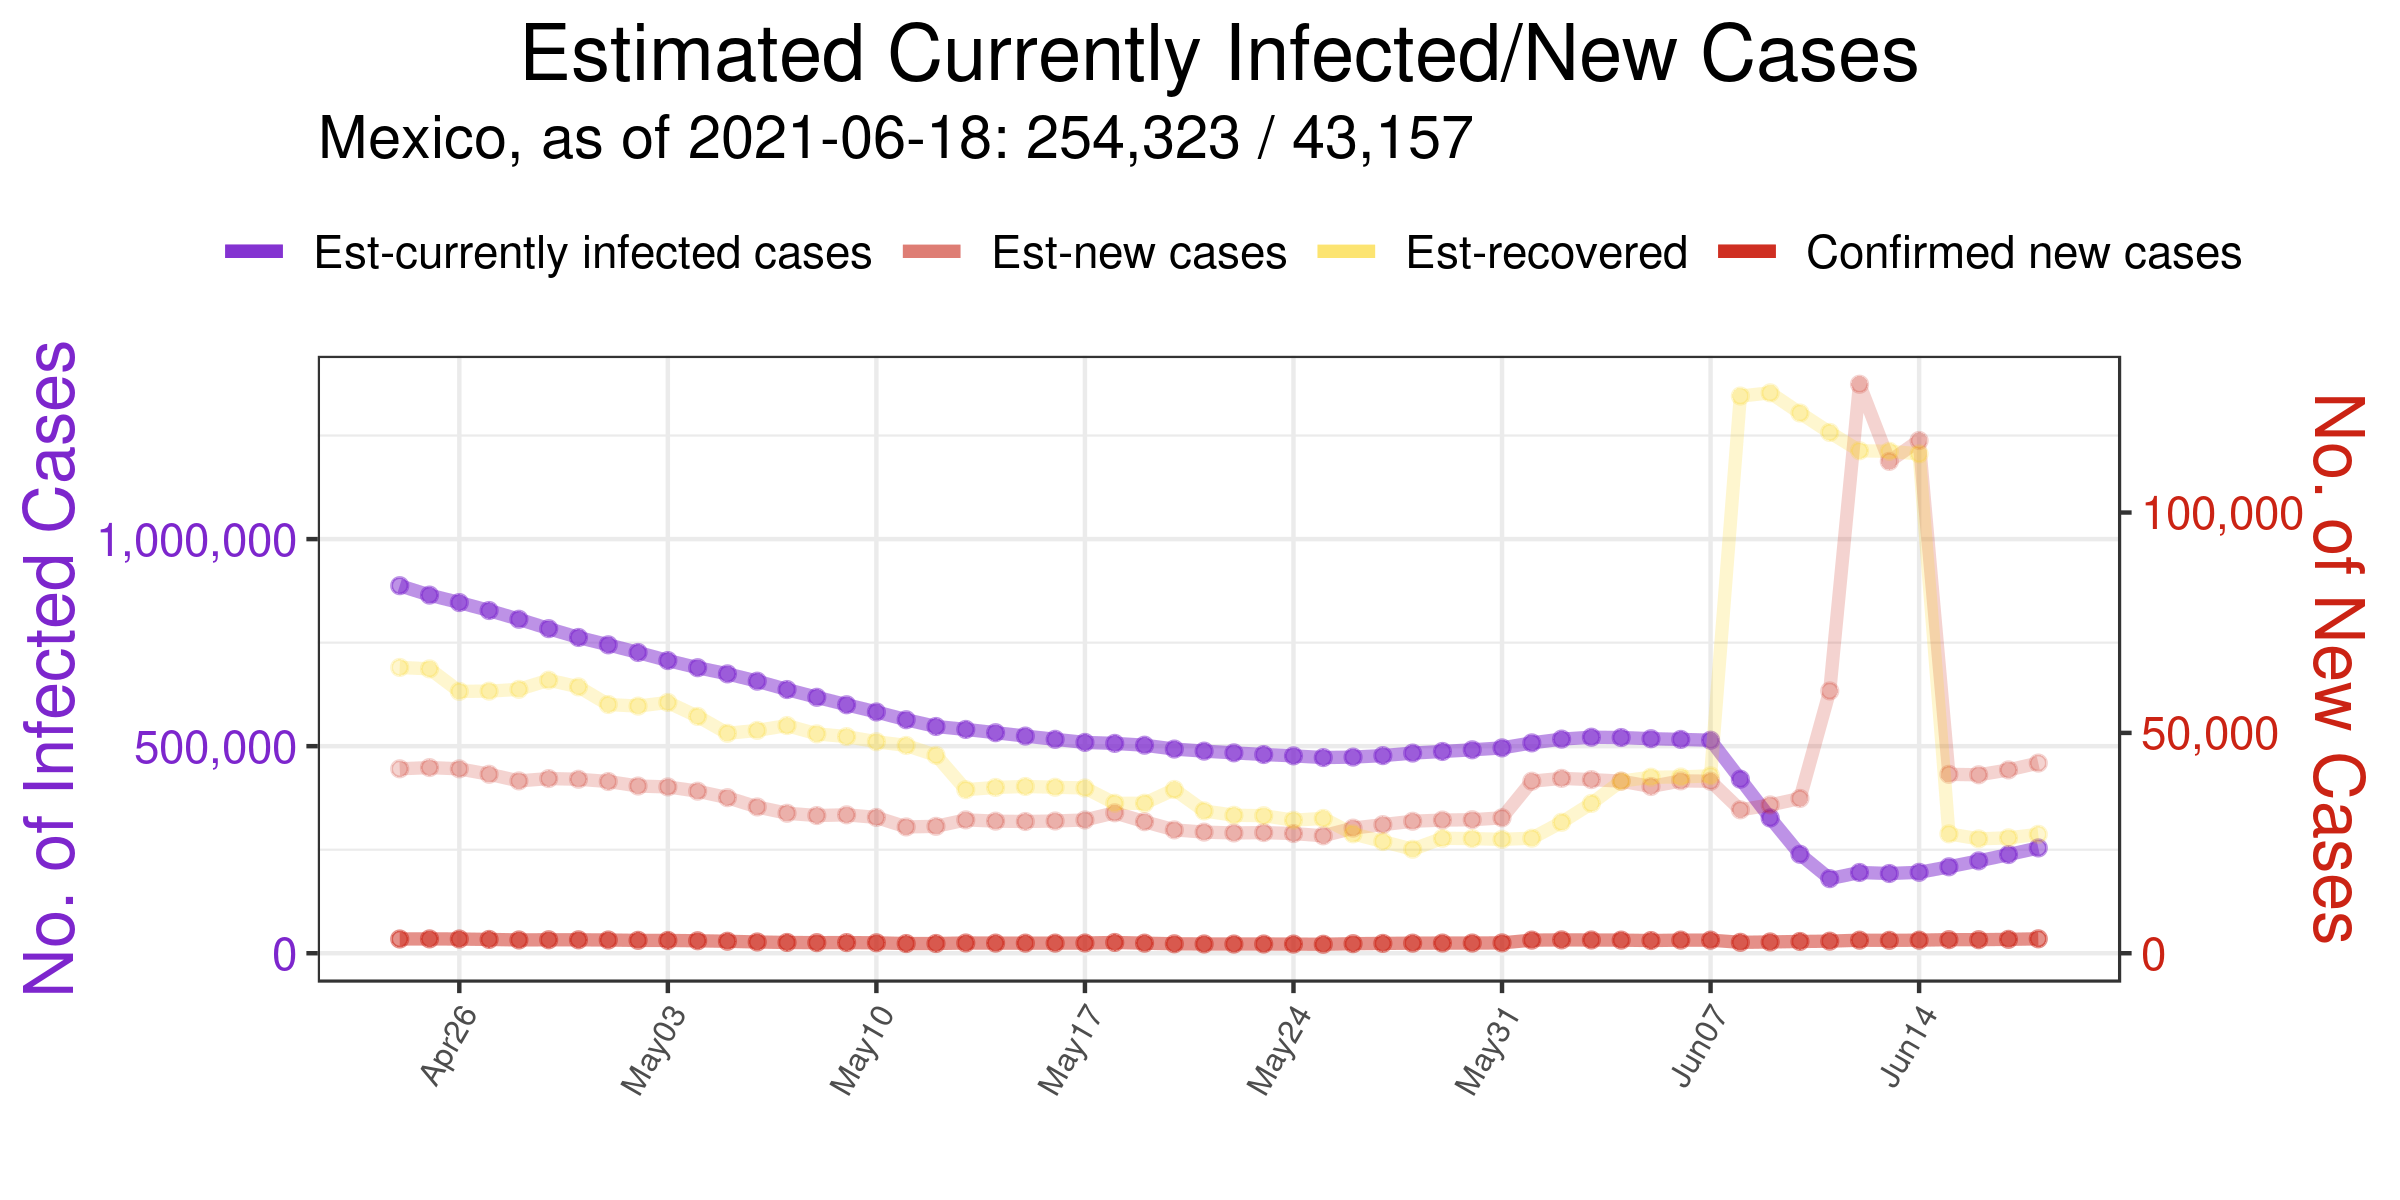 Estimated Currently Infected/New Cases
Mexico, as of 2021-06-18: 254,323 / 43,157
Est-currently infected cases Est-new cases Est-recovered Confirmed new cases
No. of Infected Cases
1,000,000
500,000
0
100,000
50,000
0
No. of New Cases
Apr26 May03 May10 May17 May24 May31 Jun07 Jun14